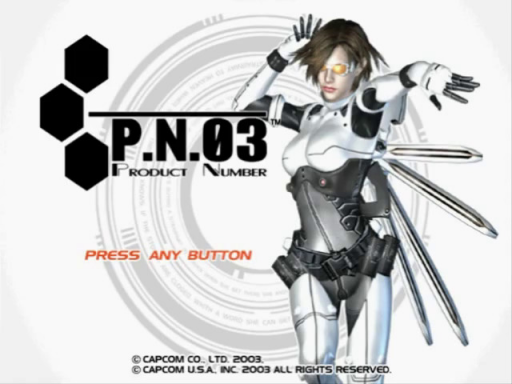 P.N.03™
PRODUCT NUMBER
PRESS ANY BUTTON
© CAPCOM CO., LTD. 2003,
© CAPCOM U.S.A., INC. 2003 ALL RIGHTS RESERVED.